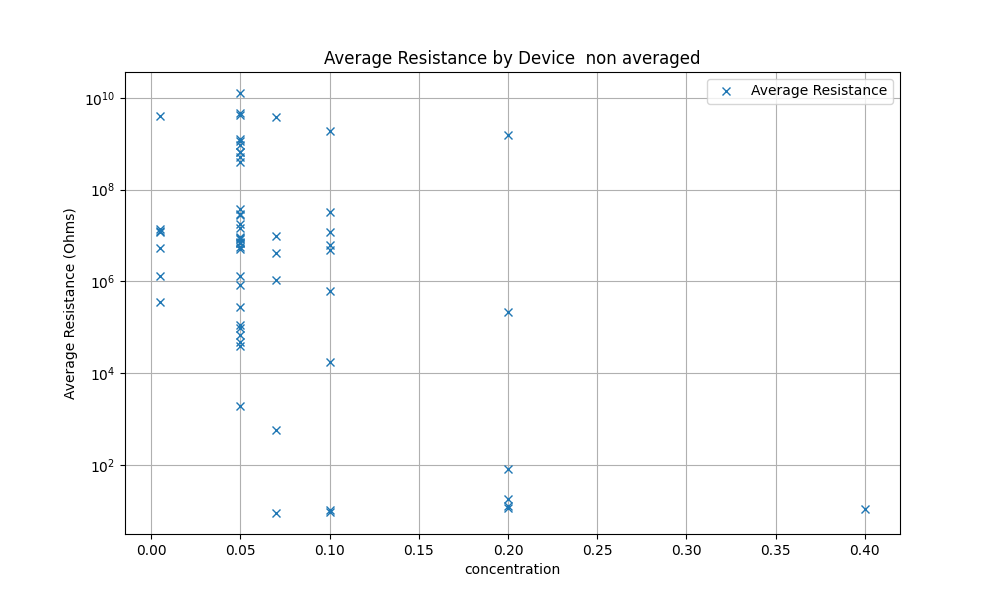 Average Resistance by Device  non averaged
Average Resistance
10^10
10^8
10^6
10^4
10^2
Average Resistance (Ohms)
0.00 0.05 0.10 0.15 0.20 0.25 0.30 0.35 0.40
concentration